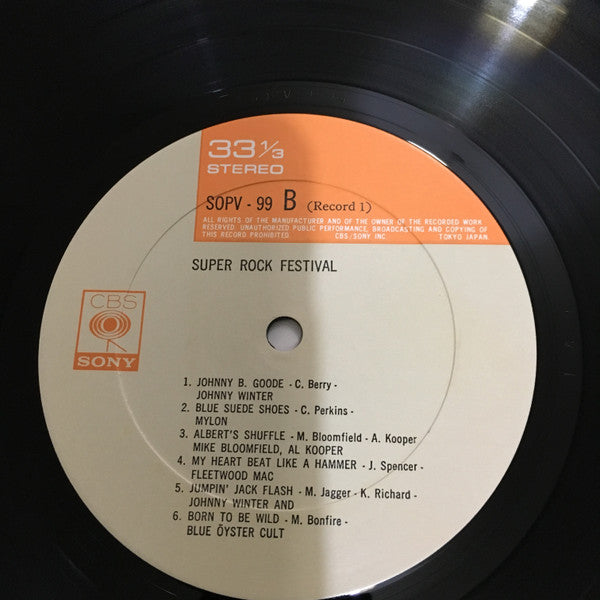 33 1/3
STEREO
SOPV - 99 B (Record 1)
ALL RIGHTS OF THE MANUFACTURER AND OF THE OWNER OF THE RECORDED WORK
RESERVED. UNAUTHORIZED PUBLIC PERFORMANCE, BROADCASTING AND COPYING OF
THIS RECORD PROHIBITED. CBS/SONY INC. TOKYO JAPAN.
SUPER ROCK FESTIVAL
CBS
SONY
1. JOHNNY B. GOODE - C. Berry -
JOHNNY WINTER
2. BLUE SUEDE SHOES - C. Perkins -
MYLON
3. ALBERT'S SHUFFLE - M. Bloomfield - A. Kooper
MIKE BLOOMFIELD, AL KOOPER
4. MY HEART BEAT LIKE A HAMMER - J. Spencer -
FLEETWOOD MAC
5. JUMPIN' JACK FLASH - M. Jagger - K. Richard -
JOHNNY WINTER AND
6. BORN TO BE WILD - M. Bonfire -
BLUE ÖYSTER CULT